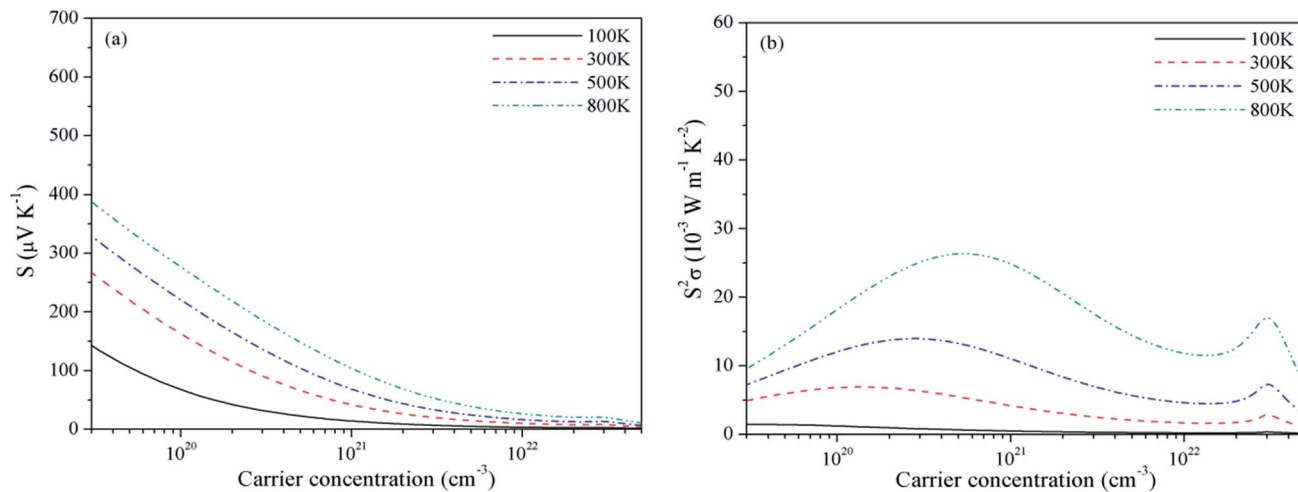 (a)
100K
300K
500K
800K
700
600
500
400
300
200
100
0
S (μV K⁻¹)
10²⁰
10²¹
10²²
Carrier concentration (cm⁻³)
(b)
100K
300K
500K
800K
60
50
40
30
20
10
0
S²σ (10⁻³ W m⁻¹ K⁻²)
10²⁰
10²¹
10²²
Carrier concentration (cm⁻³)